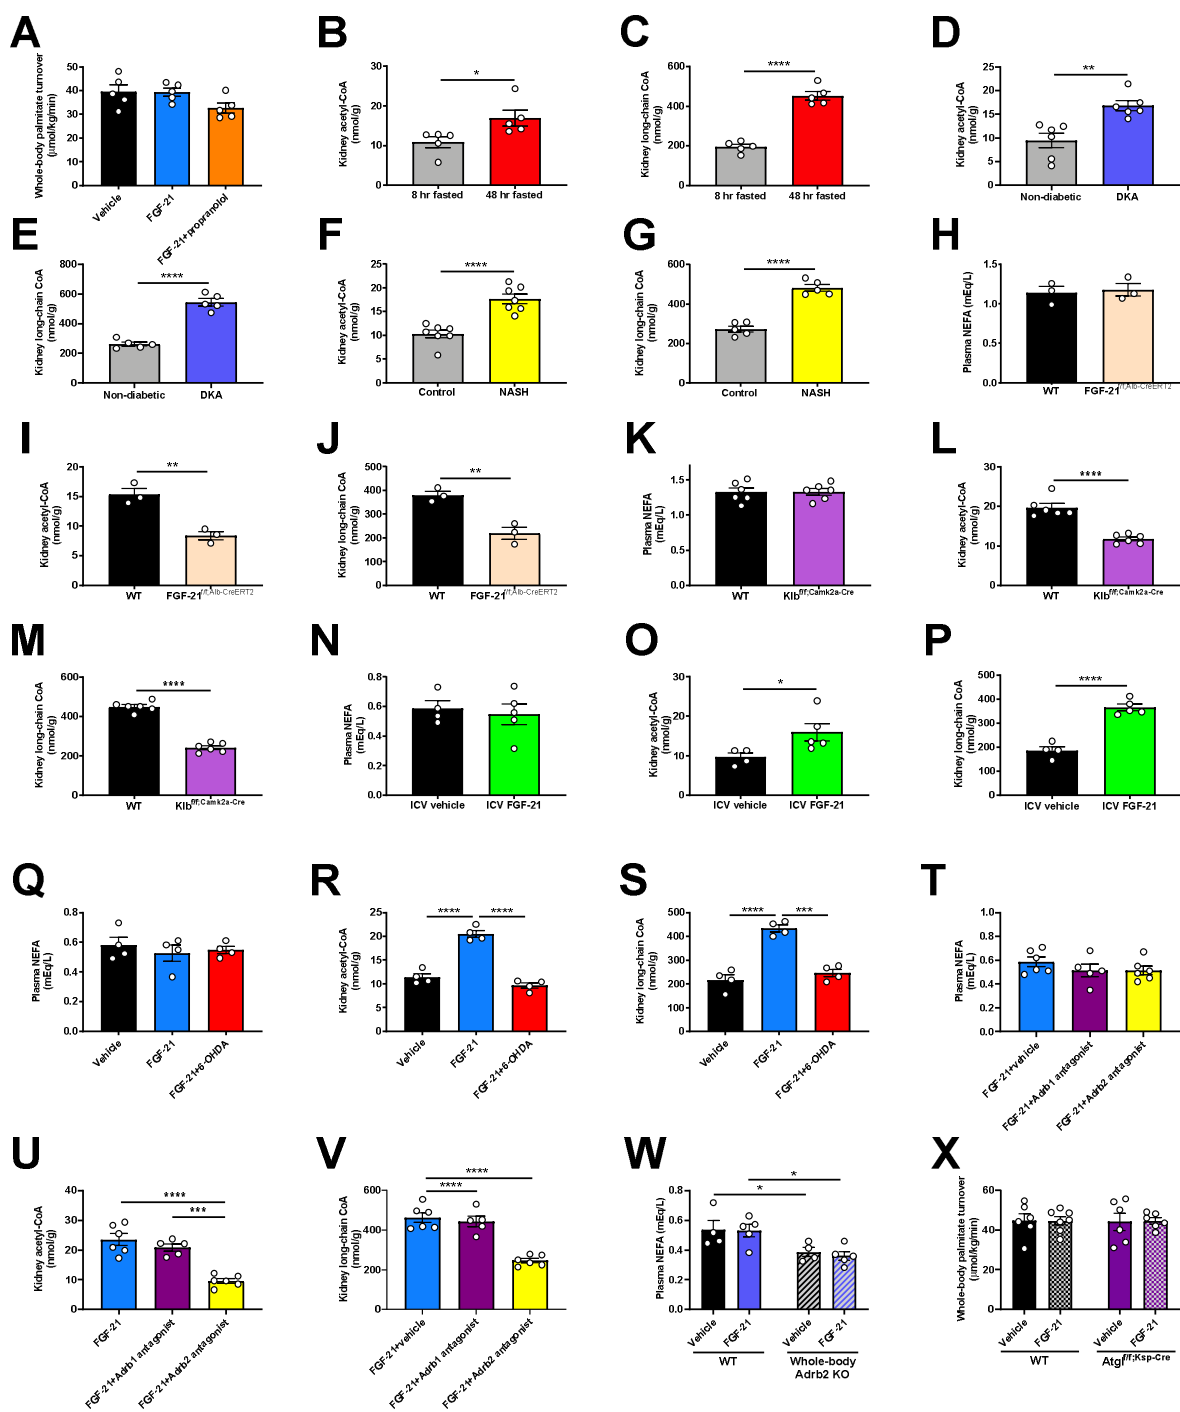 A
Whole-body palmitate turnover
(μmol/kg/min)
50
40
30
20
10
0
Vehicle
FGF-21
FGF-21+propranolol
B
Kidney acetyl-CoA
(nmol/g)
30
20
10
0
*
8 hr fasted
48 hr fasted
C
Kidney long-chain CoA
(nmol/g)
600
400
200
0
****
8 hr fasted
48 hr fasted
D
Kidney acetyl-CoA
(nmol/g)
25
20
15
10
5
0
**
Non-diabetic
DKA
E
Kidney long-chain CoA
(nmol/g)
800
600
400
200
0
****
Non-diabetic
DKA
F
Kidney acetyl-CoA
(nmol/g)
25
20
15
10
5
0
****
Control
NASH
G
Kidney long-chain CoA
(nmol/g)
600
400
200
0
****
Control
NASH
H
Plasma NEFA (mEq/L)
1.5
1.0
0.5
0.0
WT
FGF-21f/f;Alb-CreERT2
I
Kidney acetyl-CoA
(nmol/g)
20
15
10
5
0
**
WT
FGF-21f/f;Alb-CreERT2
J
Kidney long-chain CoA
(nmol/g)
500
400
300
200
100
0
**
WT
FGF-21f/f;Alb-CreERT2
K
Plasma NEFA
(mEq/L)
1.5
1.0
0.5
0.0
WT
Klbf/f;Camk2a-Cre
L
Kidney acetyl-CoA
(nmol/g)
30
20
10
0
****
WT
Klbf/f;Camk2a-Cre
M
Kidney long-chain CoA
(nmol/g)
600
400
200
0
****
WT
Klbf/f;Camk2a-Cre
N
Plasma NEFA
(mEq/L)
0.8
0.6
0.4
0.2
0.0
ICV vehicle
ICV FGF-21
O
Kidney acetyl-CoA
(nmol/g)
30
20
10
0
*
ICV vehicle
ICV FGF-21
P
Kidney long-chain CoA
(nmol/g)
500
400
300
200
100
0
****
ICV vehicle
ICV FGF-21
Q
Plasma NEFA
(mEq/L)
0.8
0.6
0.4
0.2
0.0
Vehicle
FGF-21
FGF-21+6-OHDA
R
Kidney acetyl-CoA
(nmol/g)
25
20
15
10
5
0
****
****
Vehicle
FGF-21
FGF-21+6-OHDA
S
Kidney long-chain CoA
(nmol/g)
500
400
300
200
100
0
****
***
Vehicle
FGF-21
FGF-21+6-OHDA
T
Plasma NEFA
(mEq/L)
1.0
0.8
0.6
0.4
0.2
0.0
FGF-21+vehicle
FGF-21+Adrb1 antagonist
FGF-21+Adrb2 antagonist
U
Kidney acetyl-CoA
(nmol/g)
40
30
20
10
0
****
***
FGF-21
FGF-21+Adrb1 antagonist
FGF-21+Adrb2 antagonist
V
Kidney long-chain CoA
(nmol/g)
600
400
200
0
****
****
FGF-21+vehicle
FGF-21+Adrb1 antagonist
FGF-21+Adrb2 antagonist
W
Plasma NEFA (mEq/L)
0.8
0.6
0.4
0.2
0.0
*
*
Vehicle
FGF-21
Vehicle
FGF-21
WT
Whole-body
Adrb2 KO
X
Whole-body palmitate turnover
(μmol/kg/min)
60
40
20
0
Vehicle
FGF-21
Vehicle
FGF-21
WT
Atglf/f;Ksp-Cre